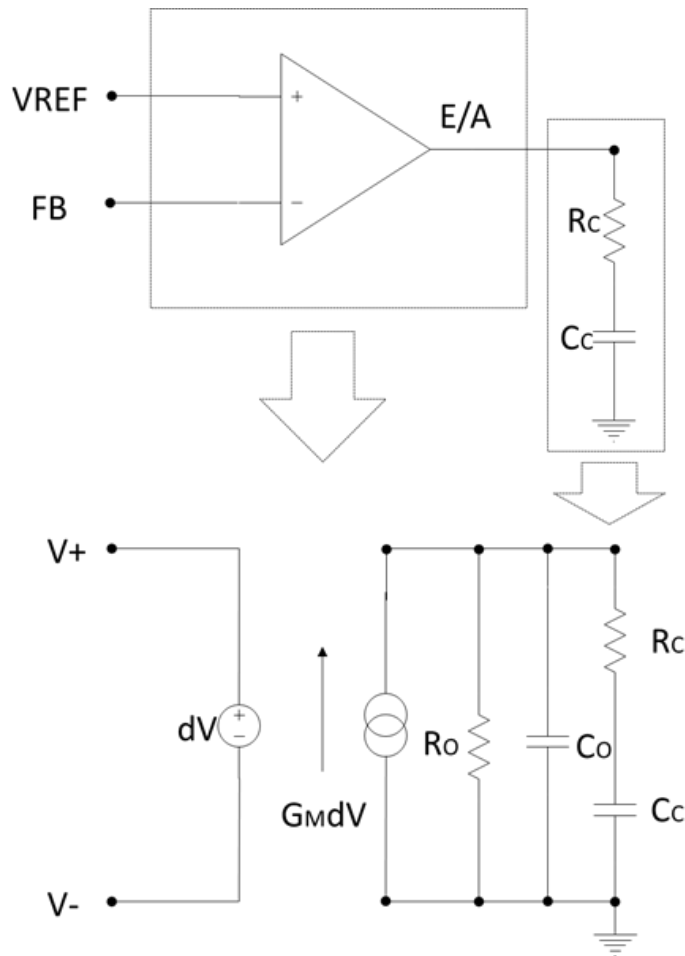 VREF
+
E/A
FB
−
RC
CC
V+
RC
dV
+
−
RO
CO
GMdV
CC
V-